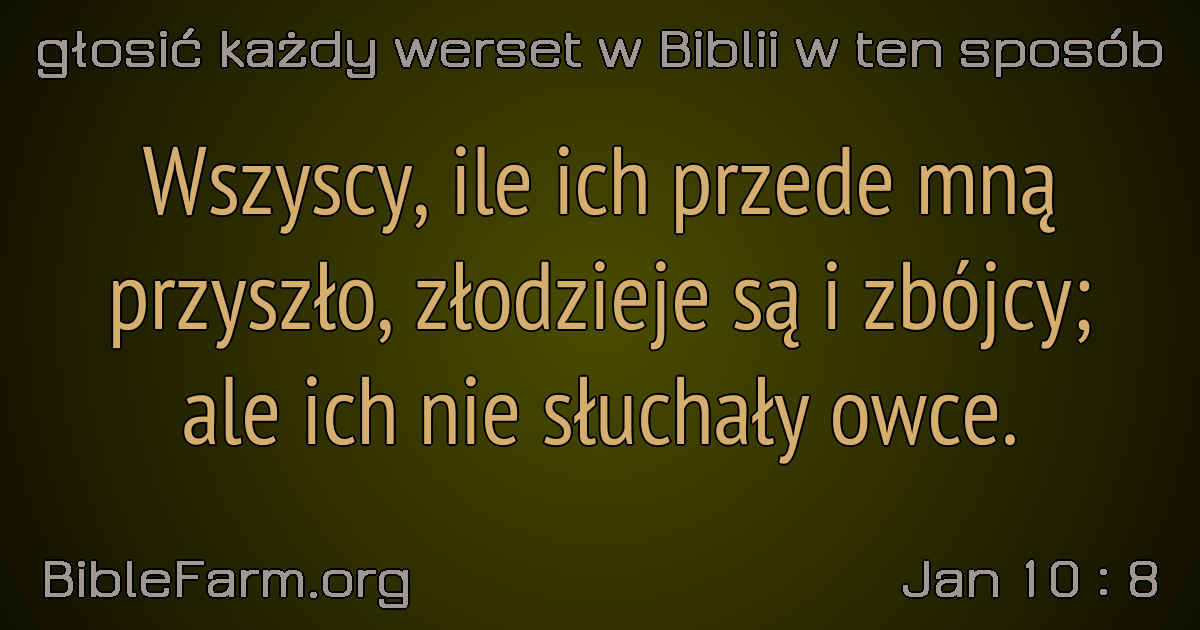 głosić każdy werset w Biblii w ten sposób
Wszyscy, ile ich przede mną
przyszło, złodzieje są i zbójcy;
ale ich nie słuchały owce.
BibleFarm.org
Jan 10 : 8